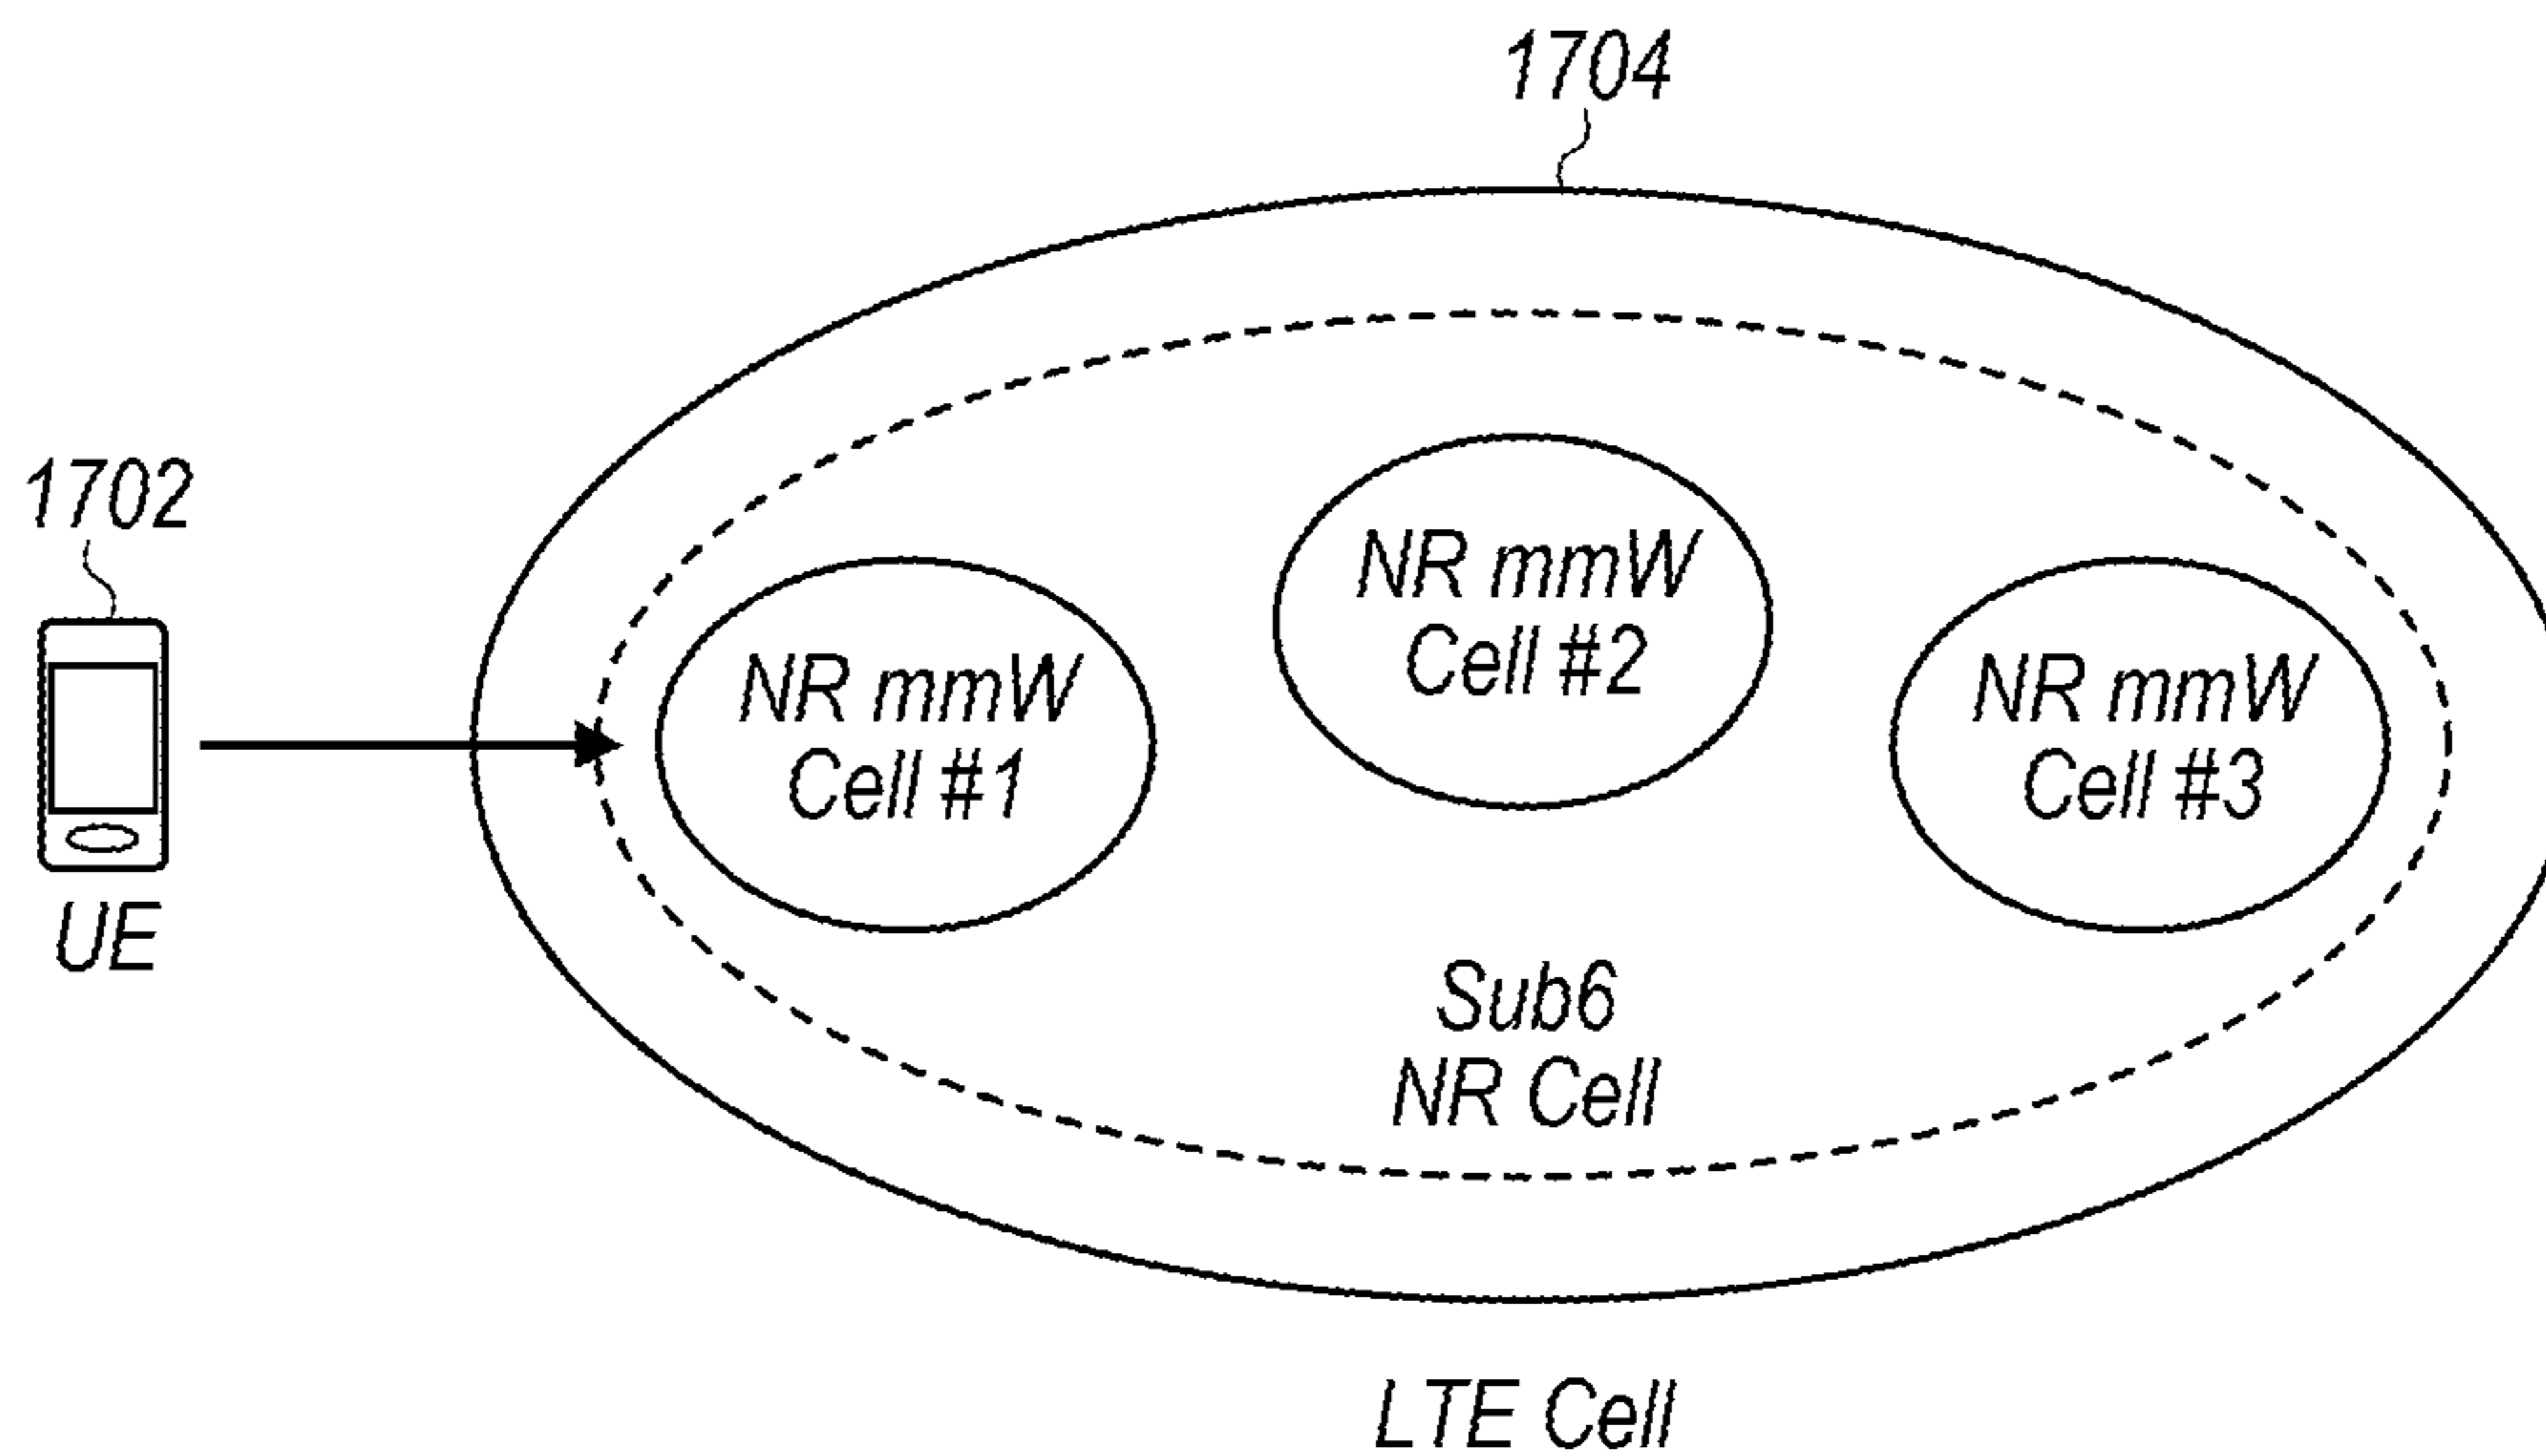 1704
1702
NR mmW
Cell #2
NR mmW
Cell #1
NR mmW
Cell #3
UE
Sub6
NR Cell
LTE Cell